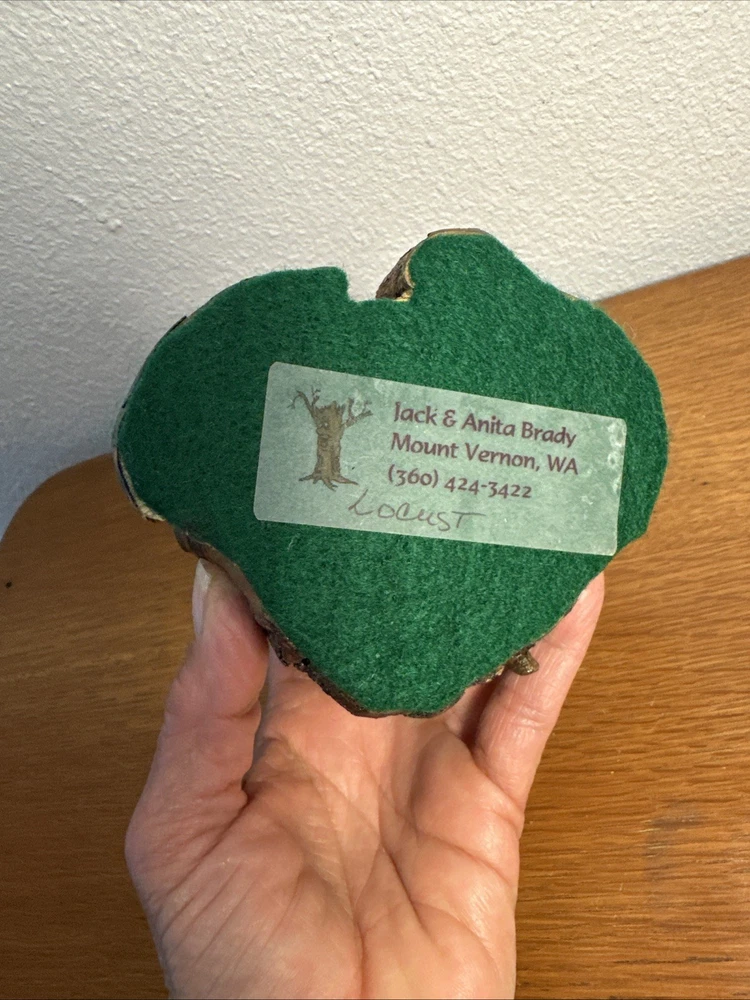 Jack & Anita Brady
Mount Vernon, WA
(360) 424-3422
LOCUST